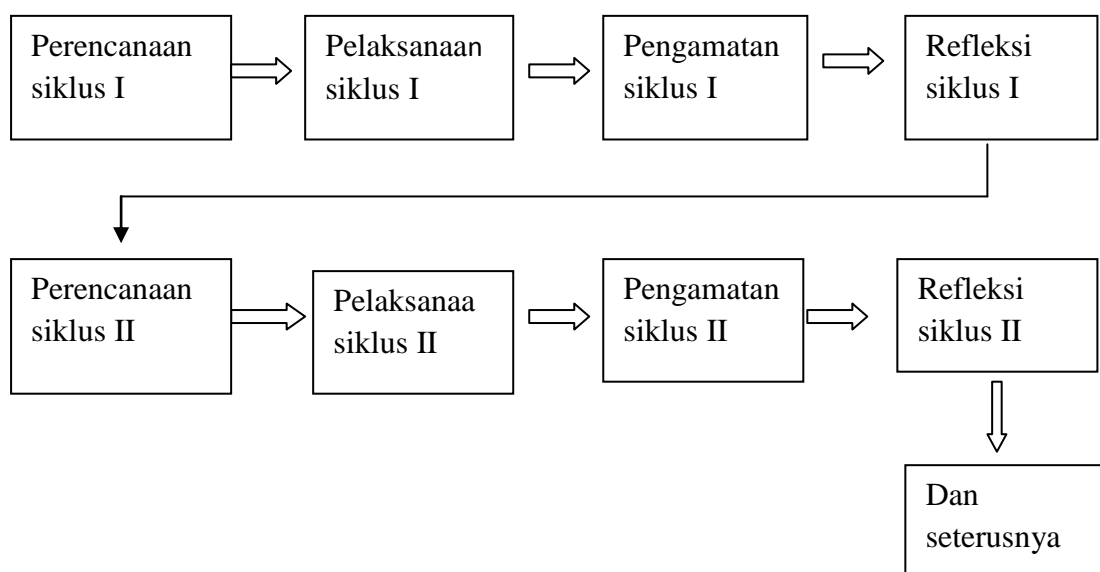 Perencanaan
siklus I
Pelaksanaan
siklus I
Pengamatan
siklus I
Refleksi
siklus I
Perencanaan
siklus II
Pelaksanaa
siklus II
Pengamatan
siklus II
Refleksi
siklus II
Dan
seterusnya